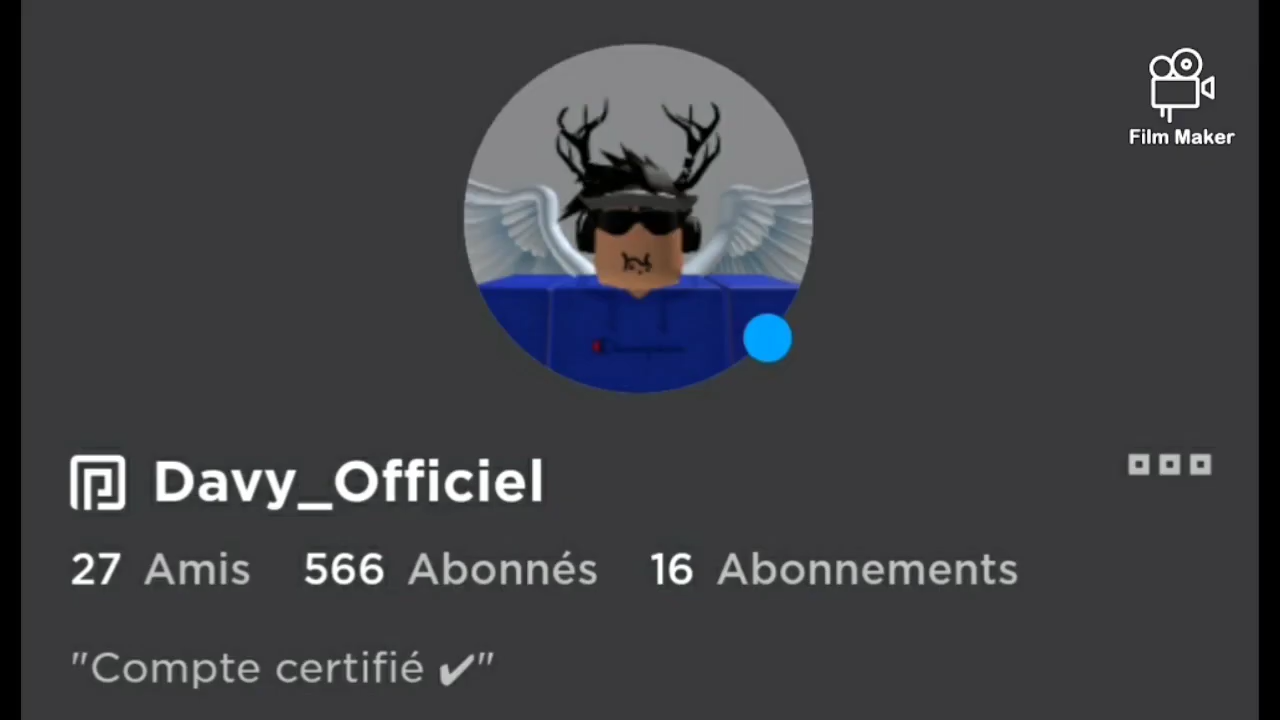 Film Maker
Davy_Officiel
27 Amis 566 Abonnés 16 Abonnements
"Compte certifié ✔"